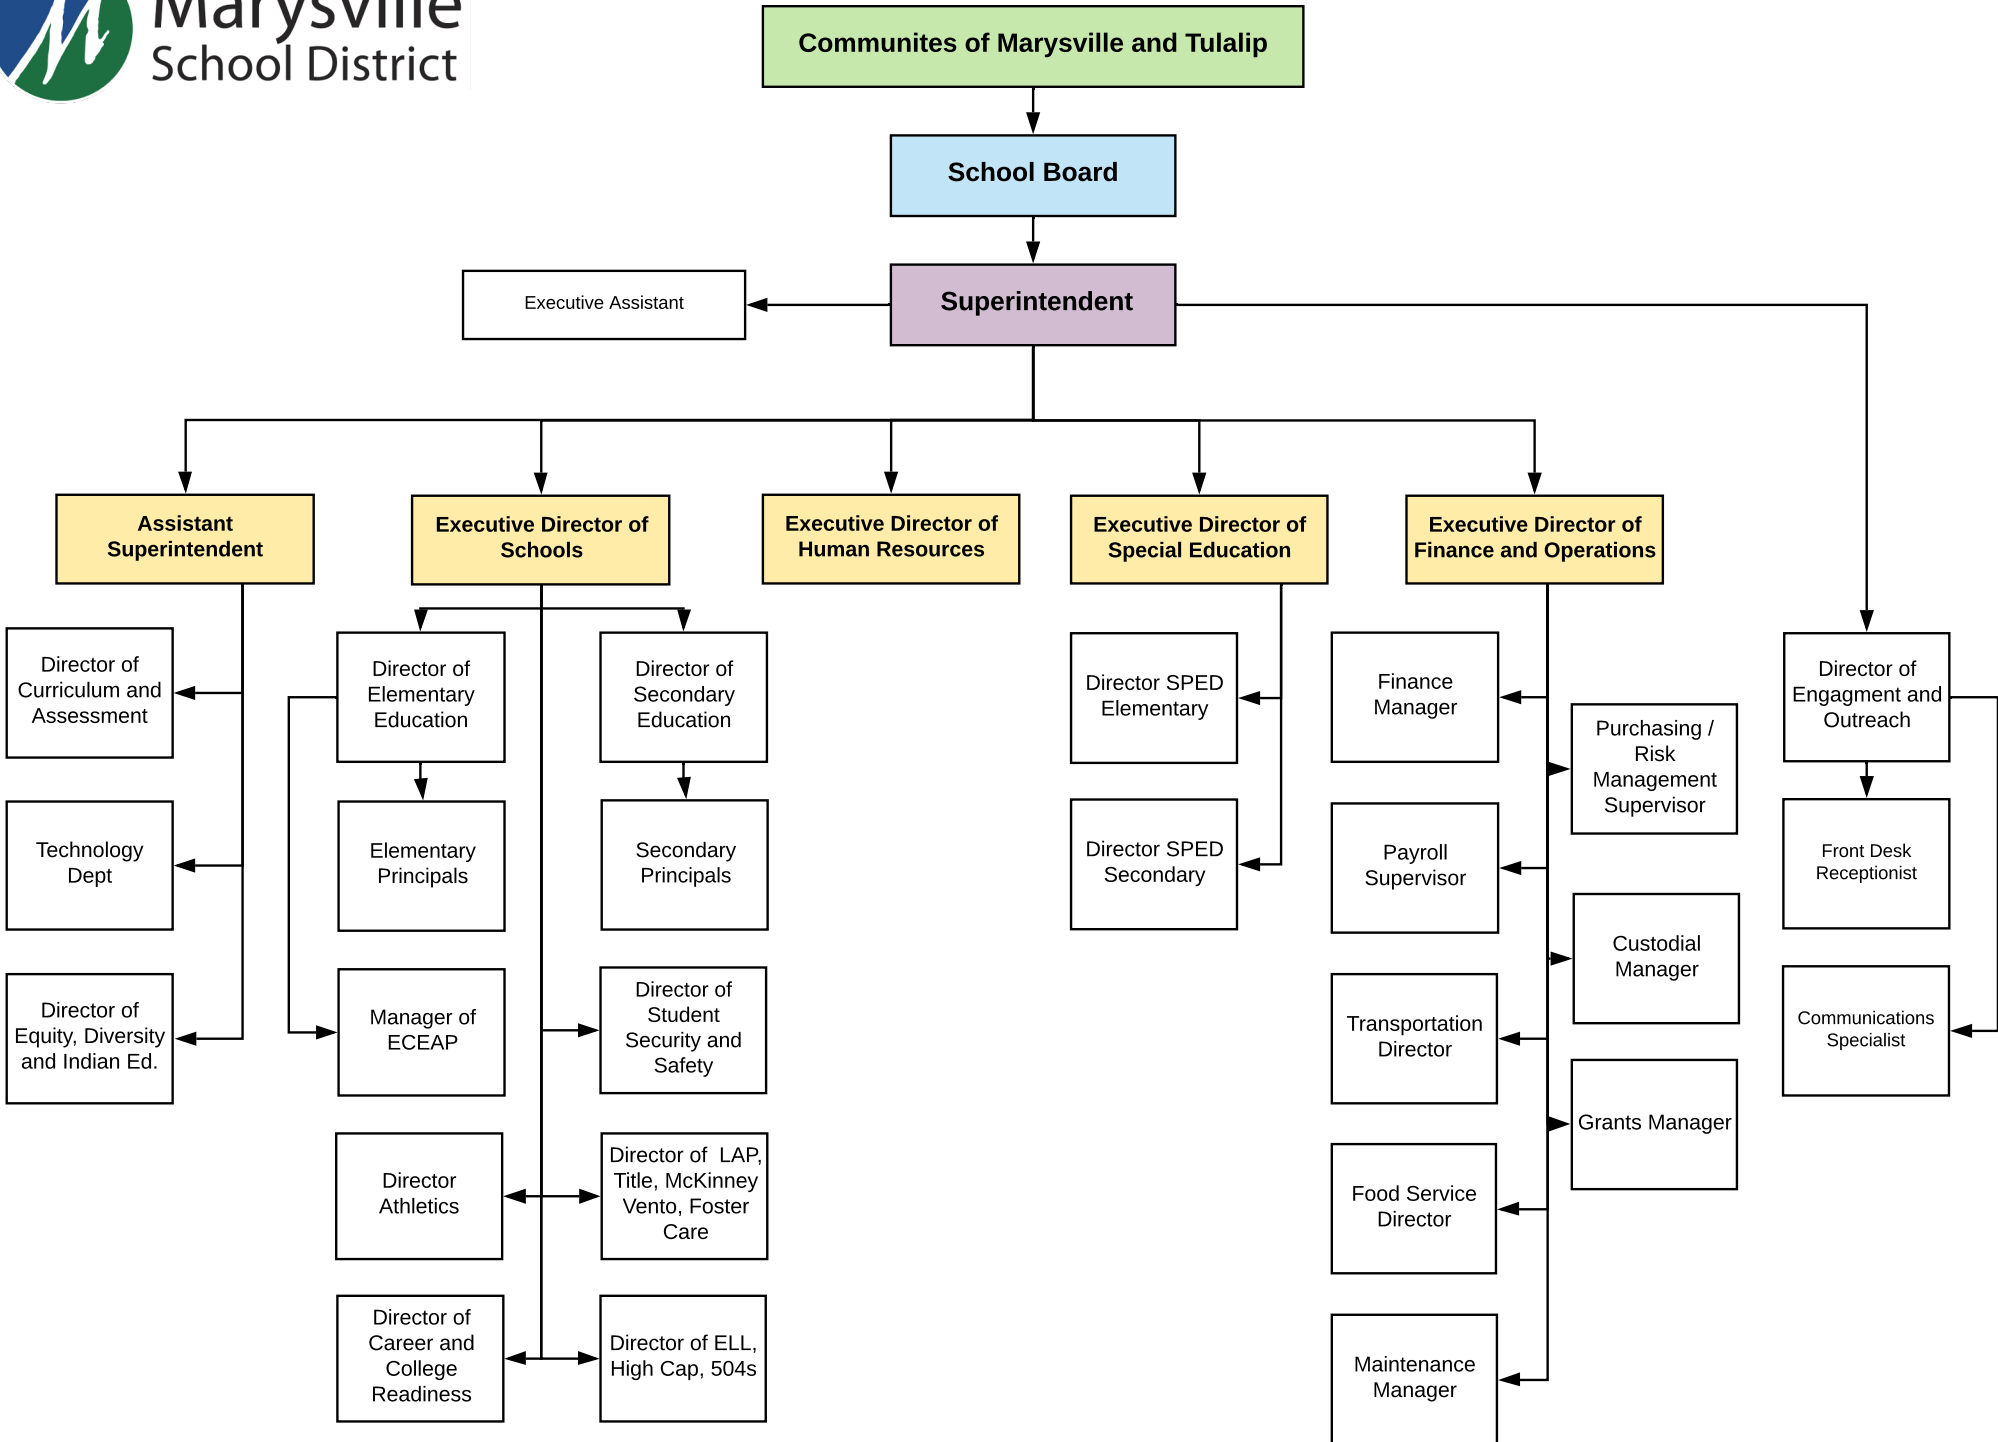 Marysville
School District
Communites of Marysville and Tulalip
School Board
Superintendent
Executive Assistant
Assistant
Superintendent
Executive Director of
Schools
Executive Director of
Human Resources
Executive Director of
Special Education
Executive Director of
Finance and Operations
Director of
Curriculum and
Assessment
Technology
Dept
Director of
Equity, Diversity
and Indian Ed.
Director of
Elementary
Education
Elementary
Principals
Manager of
ECEAP
Director
Athletics
Director of
Career and
College
Readiness
Director of
Secondary
Education
Secondary
Principals
Director of
Student
Security and
Safety
Director of  LAP,
Title, McKinney
Vento, Foster
Care
Director of ELL,
High Cap, 504s
Director SPED
Elementary
Director SPED
Secondary
Finance
Manager
Payroll
Supervisor
Transportation
Director
Food Service
Director
Maintenance
Manager
Purchasing /
Risk
Management
Supervisor
Custodial
Manager
Grants Manager
Director of
Engagment and
Outreach
Front Desk
Receptionist
Communications
Specialist